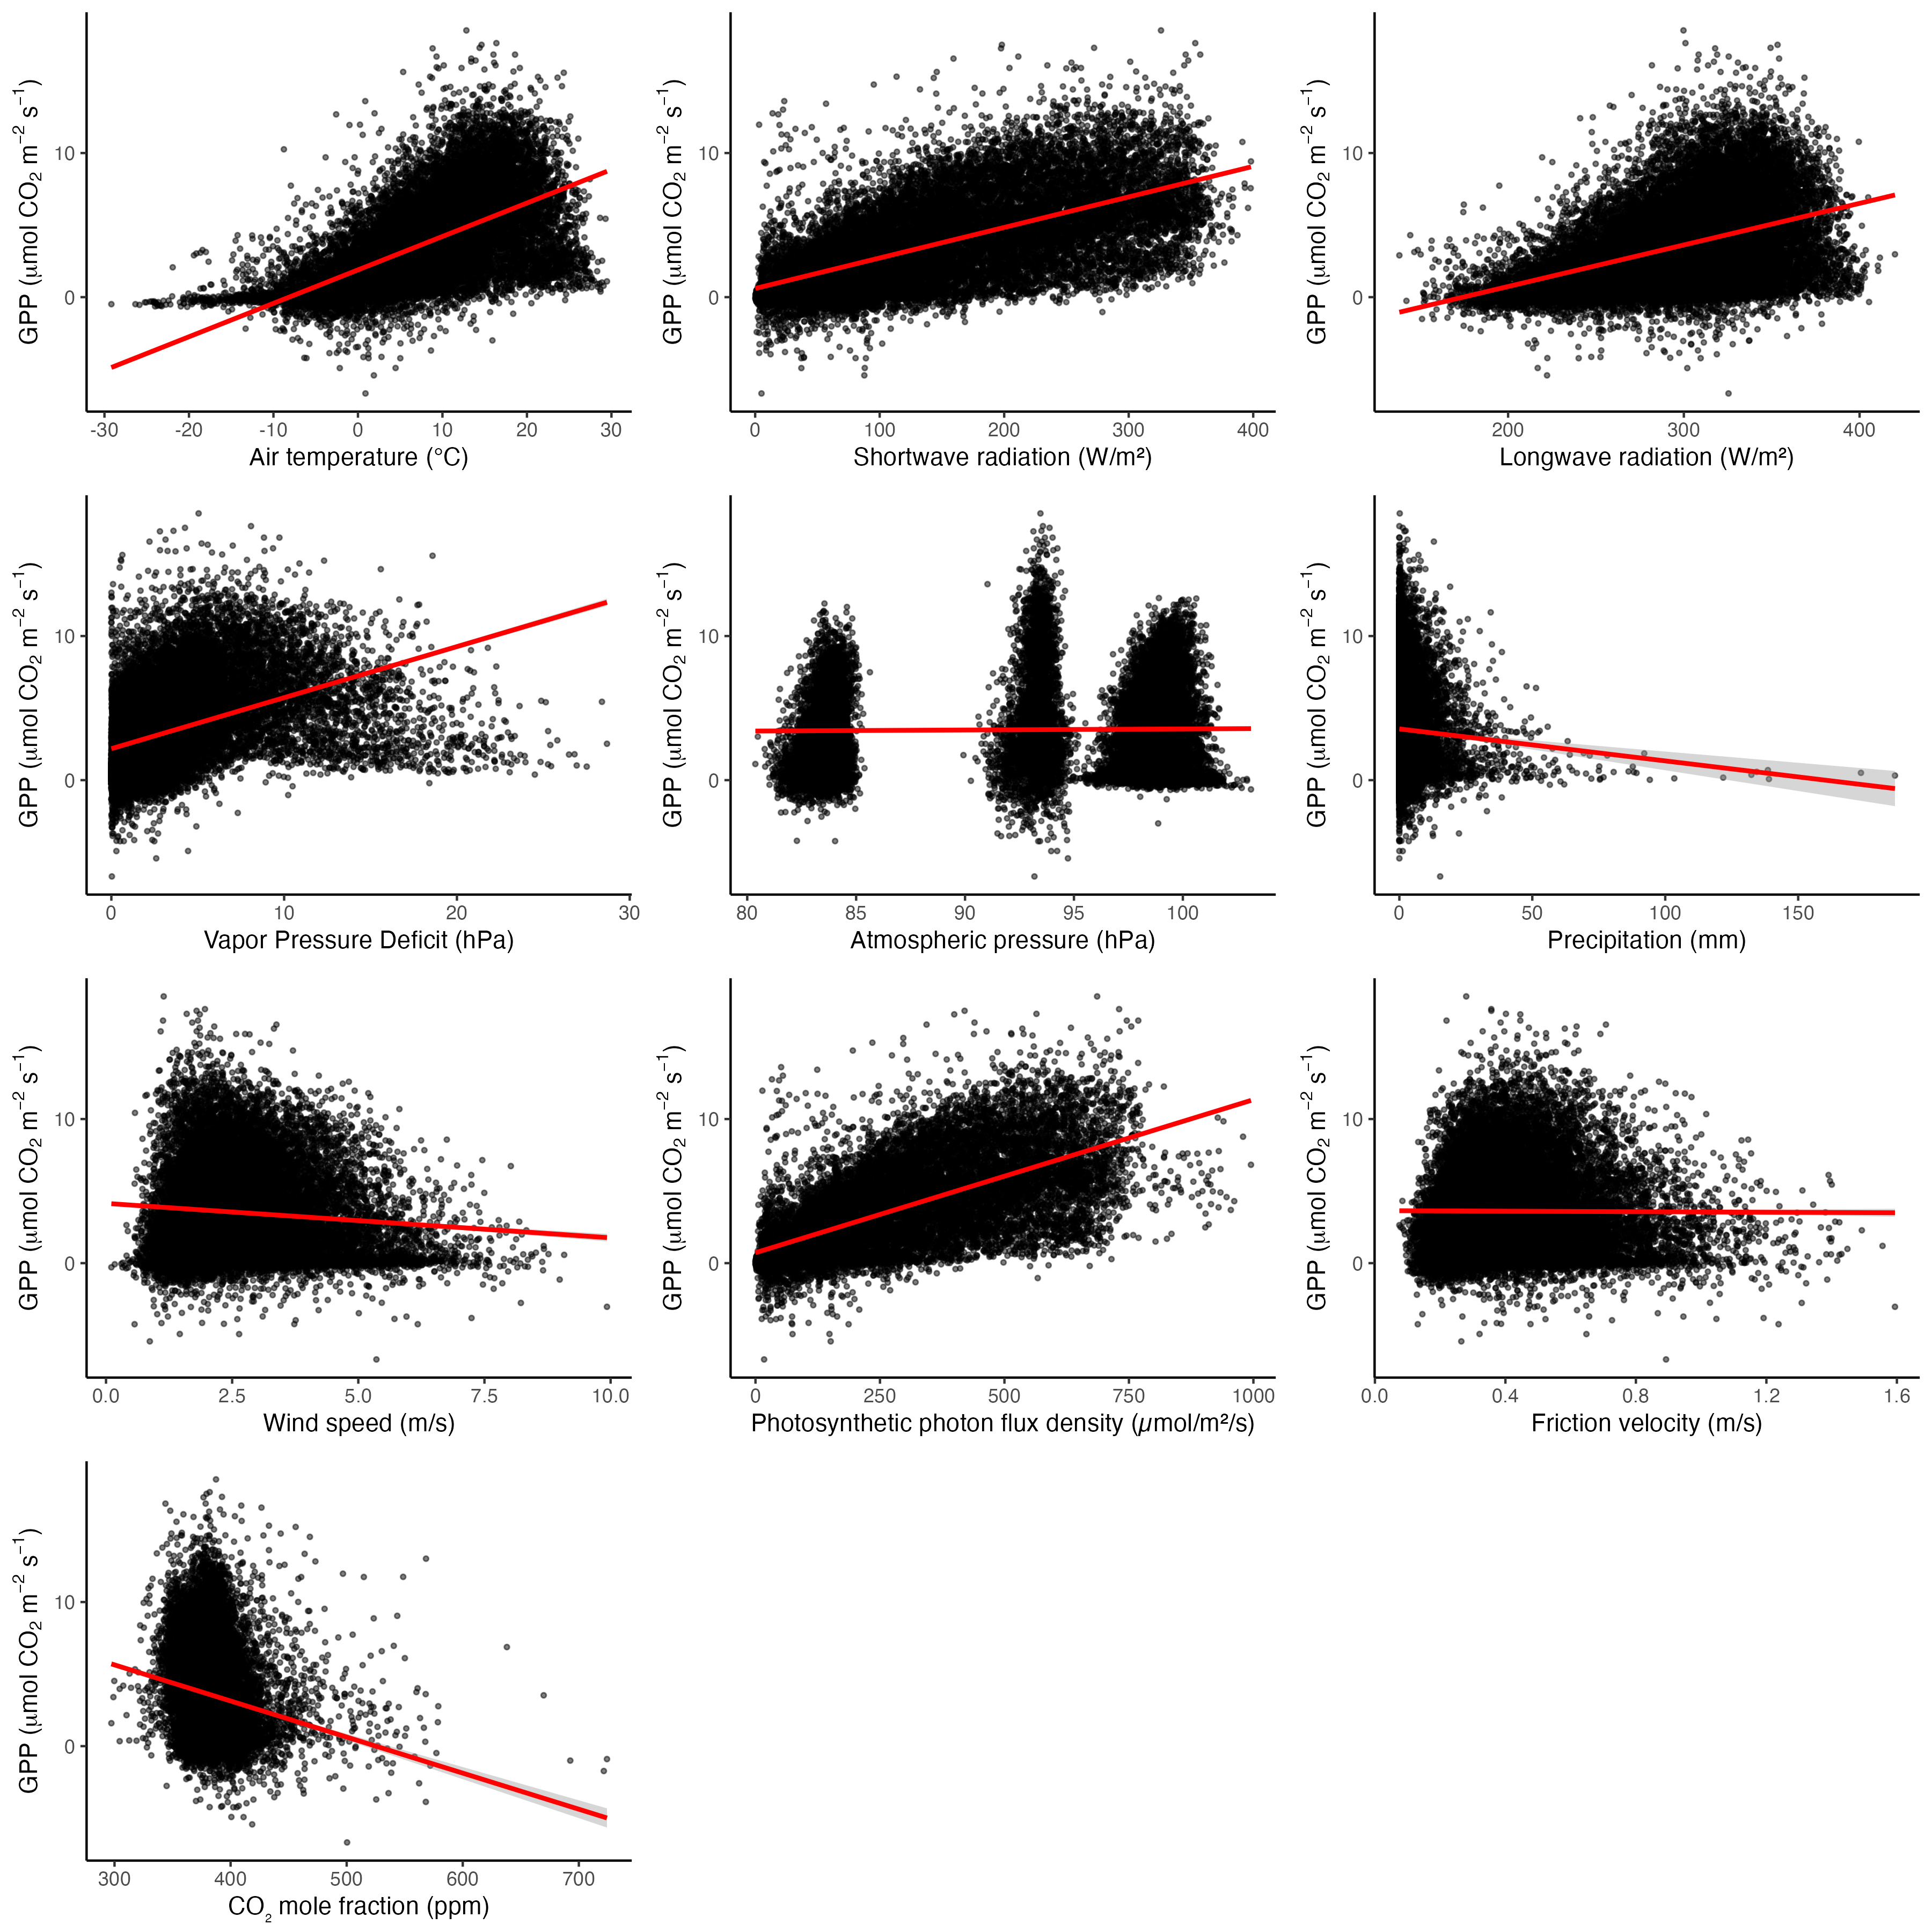 GPP (μmol CO₂ m⁻² s⁻¹)
10
0
-30 -20 -10 0 10 20 30
Air temperature (°C)
GPP (μmol CO₂ m⁻² s⁻¹)
10
0
0 100 200 300 400
Shortwave radiation (W/m²)
GPP (μmol CO₂ m⁻² s⁻¹)
10
0
200 300 400
Longwave radiation (W/m²)
GPP (μmol CO₂ m⁻² s⁻¹)
10
0
0 10 20 30
Vapor Pressure Deficit (hPa)
GPP (μmol CO₂ m⁻² s⁻¹)
10
0
80 85 90 95 100
Atmospheric pressure (hPa)
GPP (μmol CO₂ m⁻² s⁻¹)
10
0
0 50 100 150
Precipitation (mm)
GPP (μmol CO₂ m⁻² s⁻¹)
10
0
0.0 2.5 5.0 7.5 10.0
Wind speed (m/s)
GPP (μmol CO₂ m⁻² s⁻¹)
10
0
0 250 500 750 1000
Photosynthetic photon flux density (µmol/m²/s)
GPP (μmol CO₂ m⁻² s⁻¹)
10
0
0.0 0.4 0.8 1.2 1.6
Friction velocity (m/s)
GPP (μmol CO₂ m⁻² s⁻¹)
10
0
300 400 500 600 700
CO₂ mole fraction (ppm)